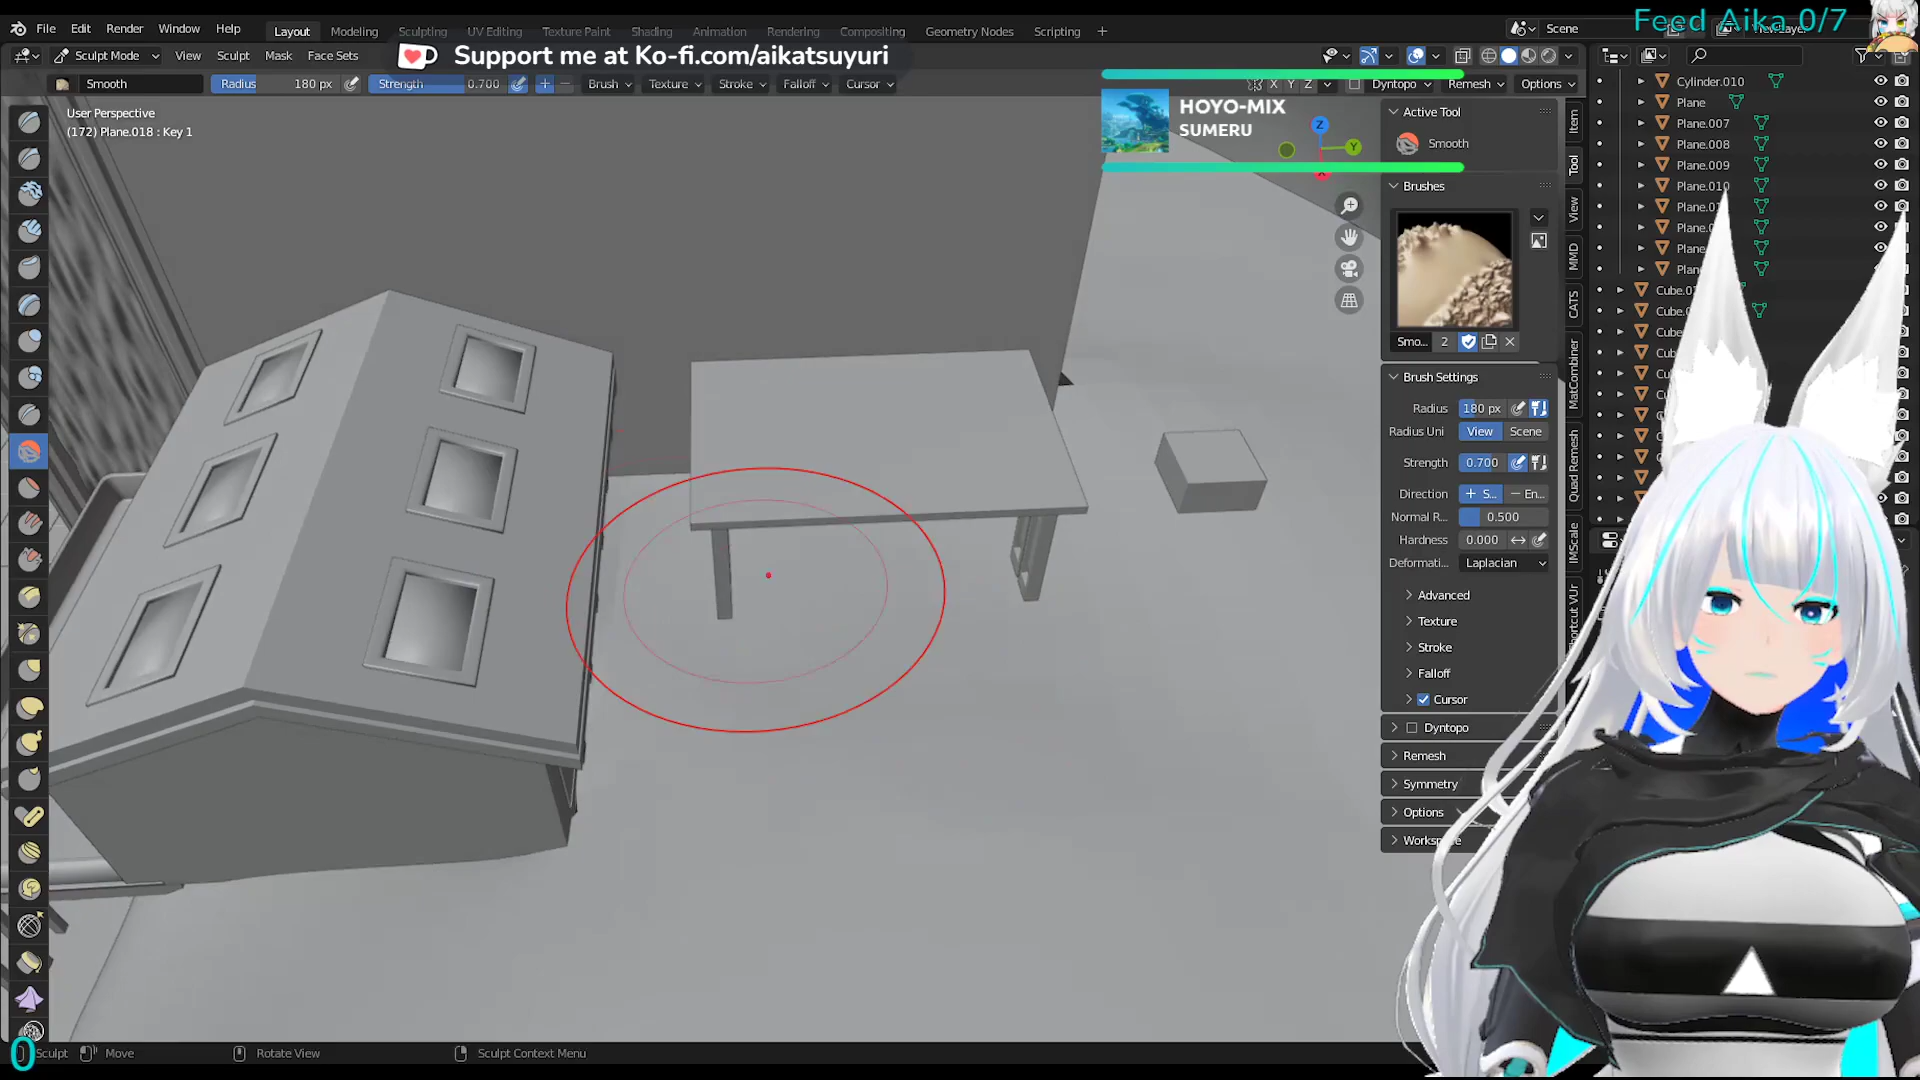 File Edit Render Window Help Layout Modeling Sculpting UV Editing Texture Paint Shading Animation Rendering Compositing Geometry Nodes Scripting + Scene
Feed Aika 0/7
Sculpt Mode View Sculpt Mask Face Sets
Support me at Ko-fi.com/aikatsuyuri
Smooth Radius 180 px Strength 0.700 Brush Texture Stroke Falloff Cursor X Y Z Dyntopo Remesh Options
User Perspective
(172) Plane.018 : Key 1
HOYO-MIX
SUMERU
Z
Y
Active Tool
Smooth
Brushes
Smo... 2
Brush Settings
Radius 180 px
Radius Uni View Scene
Strength 0.700
Direction + S... — En...
Normal R... 0.500
Hardness 0.000
Deformati... Laplacian
Advanced
Texture
Stroke
Falloff
Cursor
Dyntopo
Remesh
Symmetry
Options
Item
Tool
View
MMD
CATS
MatCombiner
Quad Remesh
IMScale
Cylinder.010
Plane
Plane.007
Plane.008
Plane.009
Plane.010
0
Sculpt Move Rotate View Sculpt Context Menu